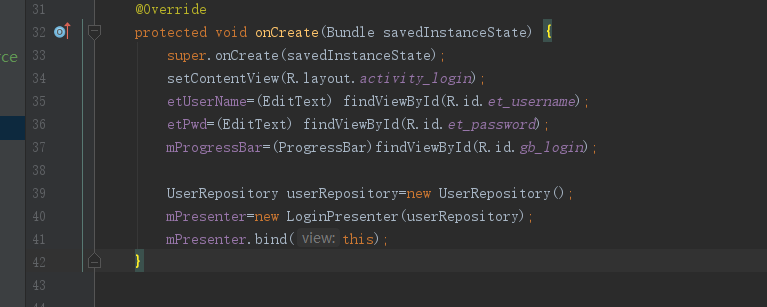 31 @Override
32 protected void onCreate(Bundle savedInstanceState) {
rce 33 super.onCreate(savedInstanceState);
34 setContentView(R.layout.activity_login);
35 etUserName=(EditText) findViewById(R.id.et_username);
36 etPwd=(EditText) findViewById(R.id.et_password);
37 mProgressBar=(ProgressBar)findViewById(R.id.gb_login);
38
39 UserRepository userRepository=new UserRepository();
40 mPresenter=new LoginPresenter(userRepository);
41 mPresenter.bind( view: this);
42 }
43
44